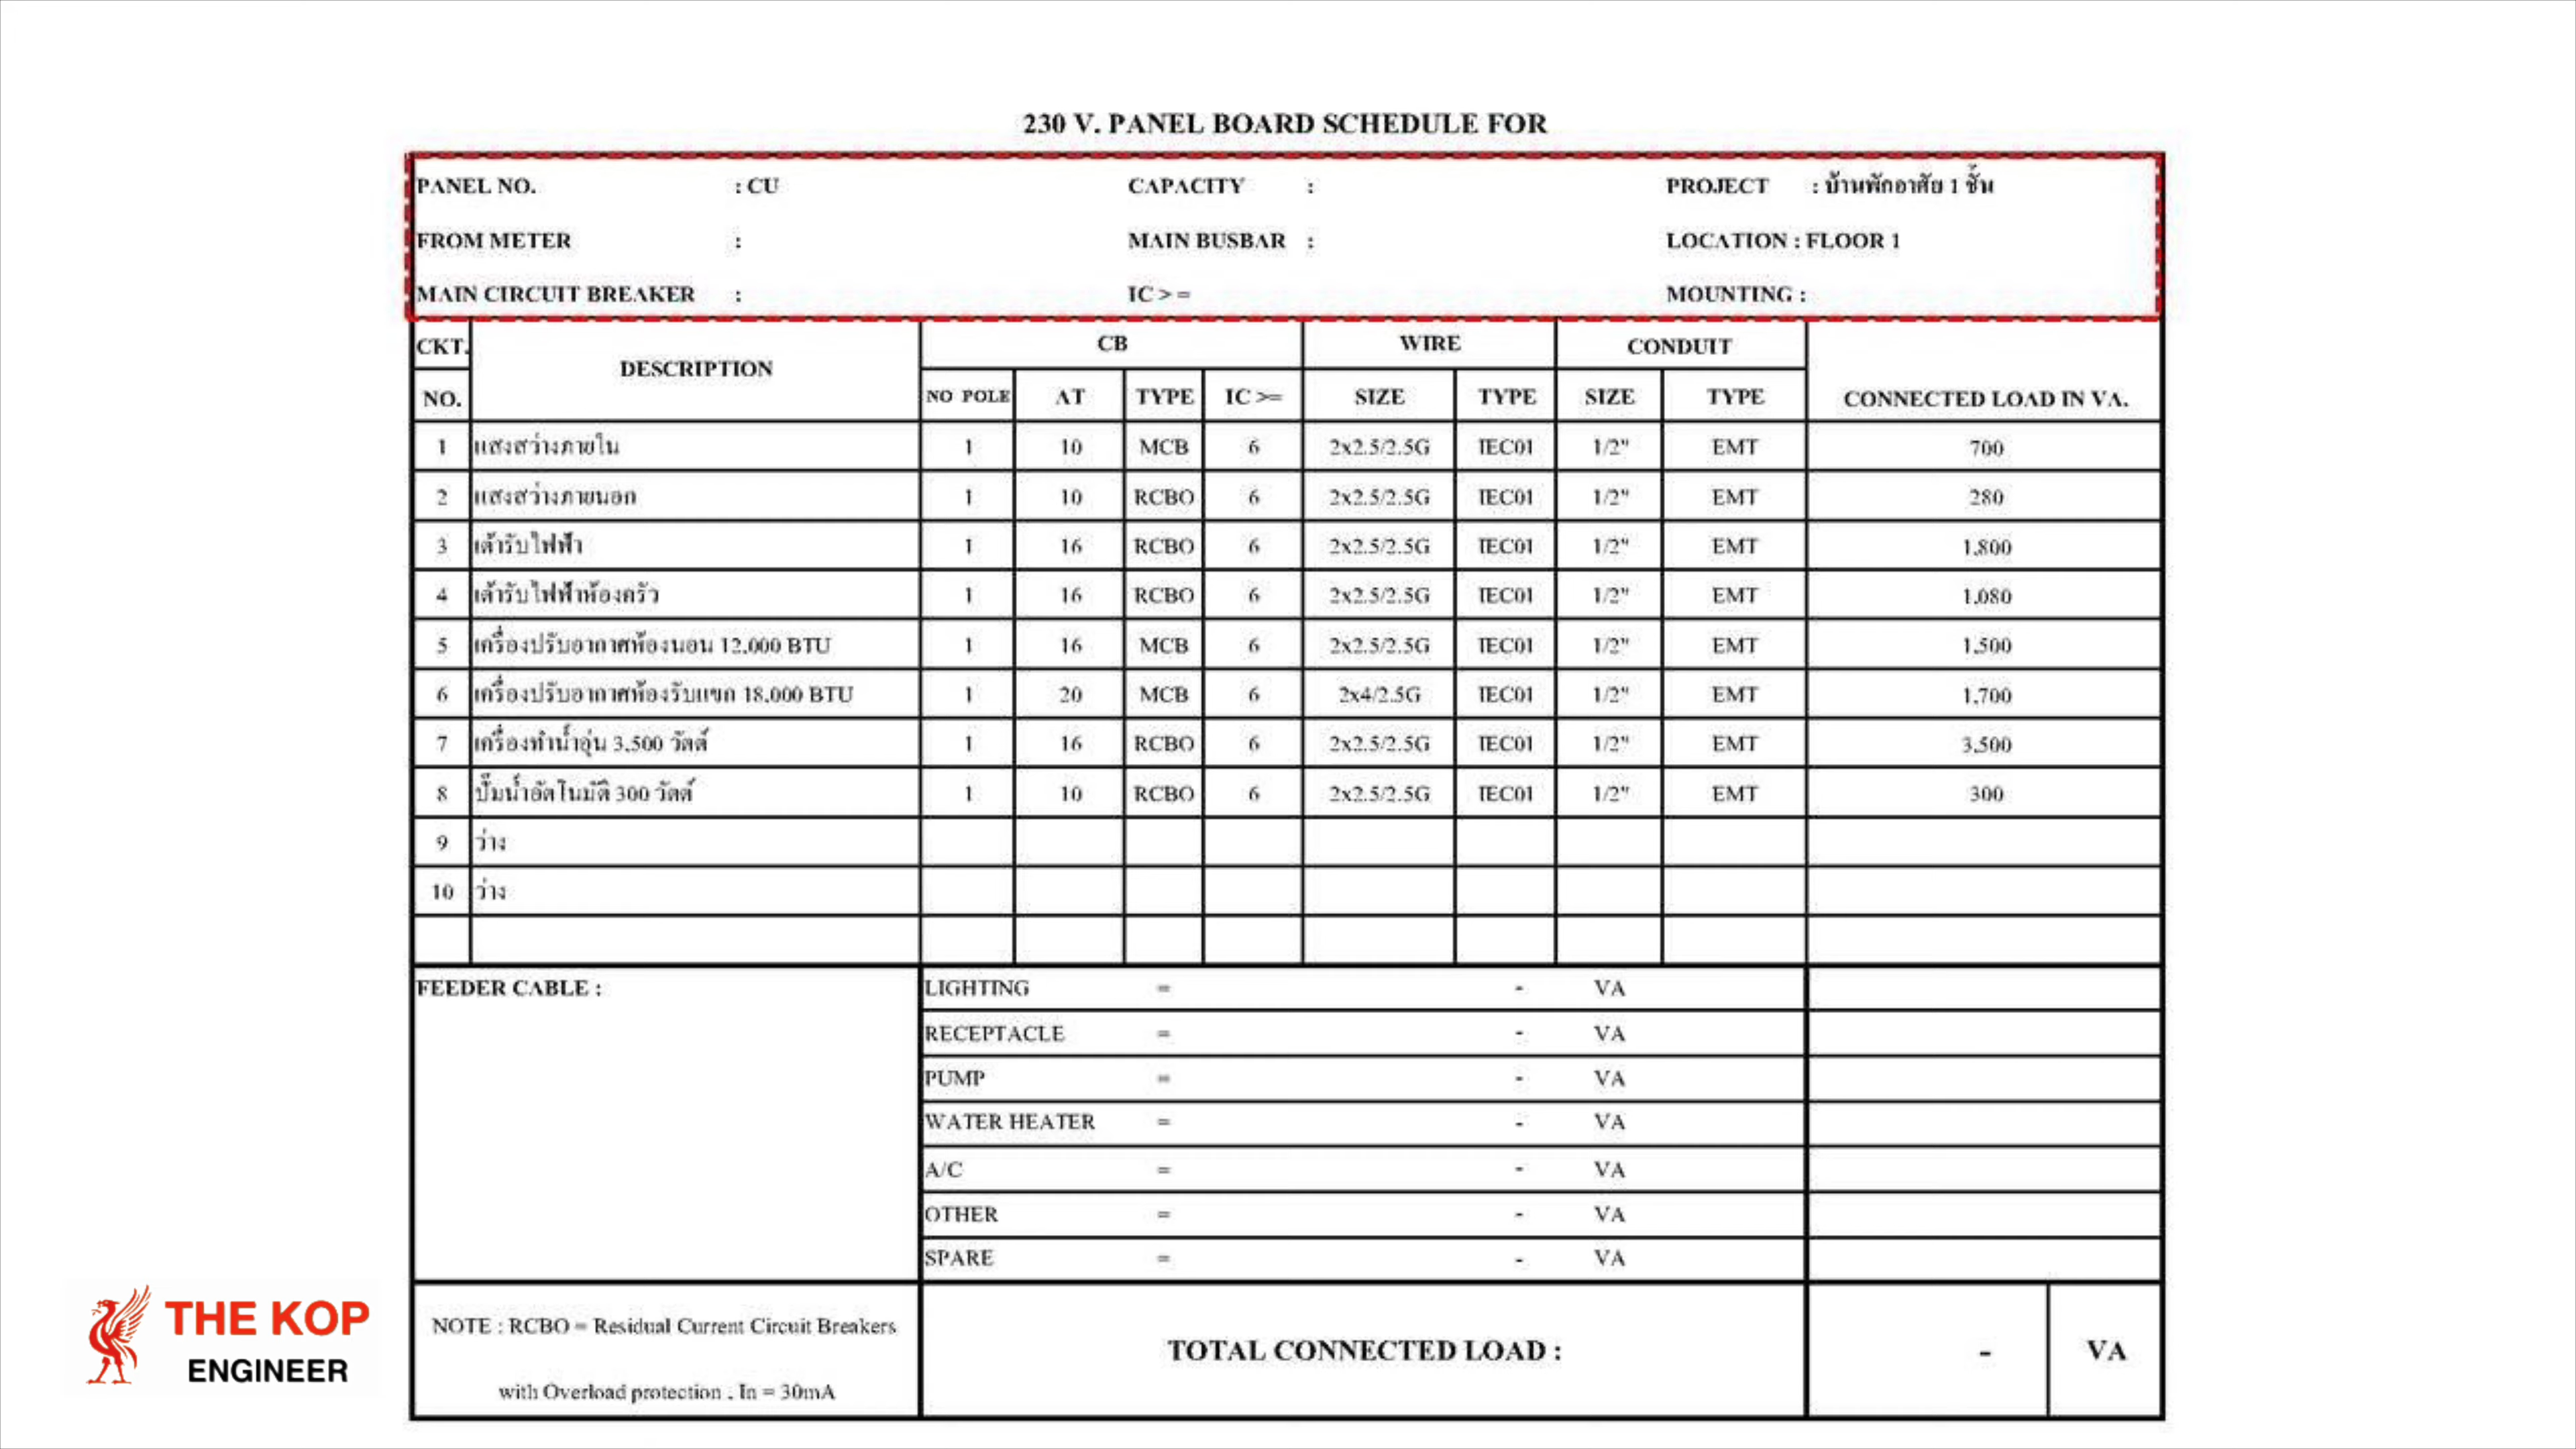 230 V. PANEL BOARD SCHEDULE FOR
PANEL NO. : CU CAPACITY : PROJECT : บ้านพักอาศัย 1 ชั้น
FROM METER : MAIN BUSBAR : LOCATION : FLOOR 1
MAIN CIRCUIT BREAKER : IC > = MOUNTING :
CKT. DESCRIPTION CB WIRE CONDUIT
NO. NO POLE AT TYPE IC >= SIZE TYPE SIZE TYPE CONNECTED LOAD IN VA.
1 แสงสว่างภายใน 1 10 MCB 6 2x2.5/2.5G IEC01 1/2" EMT 700
2 แสงสว่างภายนอก 1 10 RCBO 6 2x2.5/2.5G IEC01 1/2" EMT 280
3 เต้ารับไฟฟ้า 1 16 RCBO 6 2x2.5/2.5G IEC01 1/2" EMT 1,800
4 เต้ารับไฟฟ้าห้องครัว 1 16 RCBO 6 2x2.5/2.5G IEC01 1/2" EMT 1,080
5 เครื่องปรับอากาศห้องนอน 12,000 BTU 1 16 MCB 6 2x2.5/2.5G IEC01 1/2" EMT 1,500
6 เครื่องปรับอากาศห้องรับแขก 18,000 BTU 1 20 MCB 6 2x4/2.5G IEC01 1/2" EMT 1,700
7 เครื่องทำน้ำอุ่น 3,500 วัตต์ 1 16 RCBO 6 2x2.5/2.5G IEC01 1/2" EMT 3,500
8 ปั๊มน้ำอัตโนมัติ 300 วัตต์ 1 10 RCBO 6 2x2.5/2.5G IEC01 1/2" EMT 300
9 ว่าง
10 ว่าง
FEEDER CABLE : LIGHTING = - VA
RECEPTACLE = - VA
PUMP = - VA
WATER HEATER = - VA
A/C = - VA
OTHER = - VA
SPARE = - VA
NOTE : RCBO = Residual Current Circuit Breakers
with Overload protection , In = 30mA
TOTAL CONNECTED LOAD : - VA
THE KOP
ENGINEER